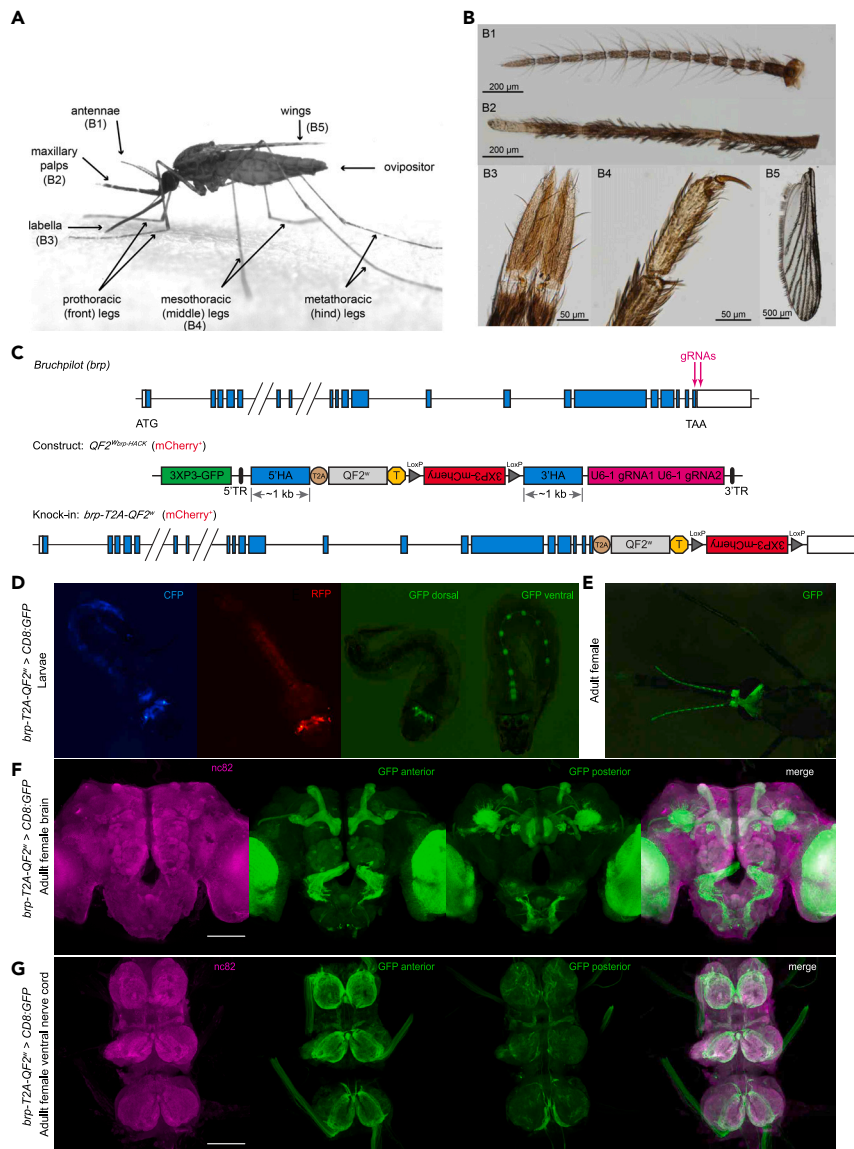 A
antennae
(B1)
wings
(B5)
maxillary
palps
(B2)
ovipositor
labella
(B3)
prothoracic
(front) legs
mesothoracic
(middle) legs
(B4)
metathoracic
(hind) legs
B
B1
200 µm
B2
200 µm
B3
50 µm
B4
50 µm
B5
500 µm
C
Bruchpilot (brp)
gRNAs
ATG
TAA
Construct: QF2ᵂᵇʳᵖ⁻ᴴᴬᶜᴷ (mCherry⁺)
3XP3-GFP
5'TR
5'HA
~1 kb
T2A
QF2ʷ
T
LoxP
3XP3-mCherry
LoxP
3'HA
~1 kb
U6-1 gRNA1 U6-1 gRNA2
3'TR
Knock-in: brp-T2A-QF2ʷ (mCherry⁺)
T2A
QF2ʷ
T
LoxP
3XP3-mCherry
LoxP
D
brp-T2A-QF2ʷ > CD8:GFP
Larvae
CFP
RFP
GFP dorsal
GFP ventral
E
Adult female
GFP
F
brp-T2A-QF2ʷ > CD8:GFP
Adult female brain
nc82
GFP anterior
GFP posterior
merge
G
brp-T2A-QF2ʷ > CD8:GFP
Adult female ventral nerve cord
nc82
GFP anterior
GFP posterior
merge